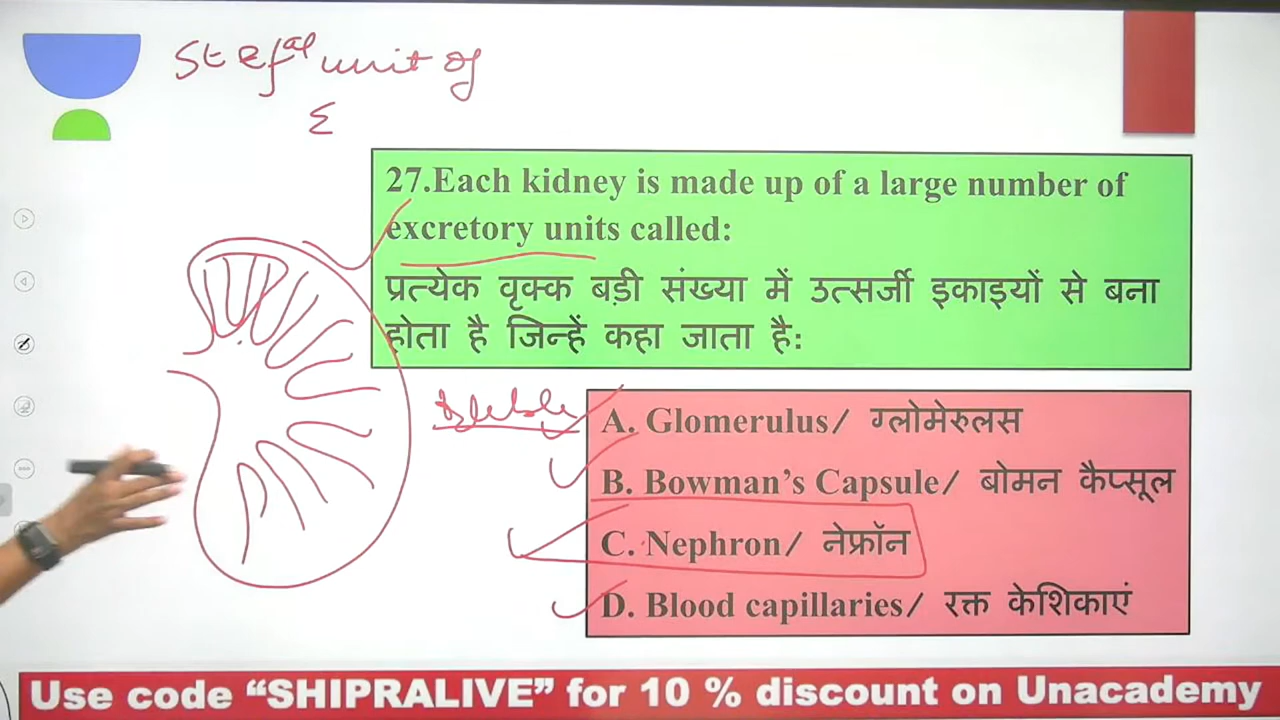 unit of
27.Each kidney is made up of a large number of
excretory units called:
प्रत्येक वृक्क बड़ी संख्या में उत्सर्जी इकाइयों से बना
होता है जिन्हें कहा जाता है:
A. Glomerulus/ ग्लोमेरुलस
B. Bowman’s Capsule/ बोमन कैप्सूल
C. Nephron/ नेफ्रॉन
D. Blood capillaries/ रक्त केशिकाएं
Use code “SHIPRALIVE” for 10 % discount on Unacademy